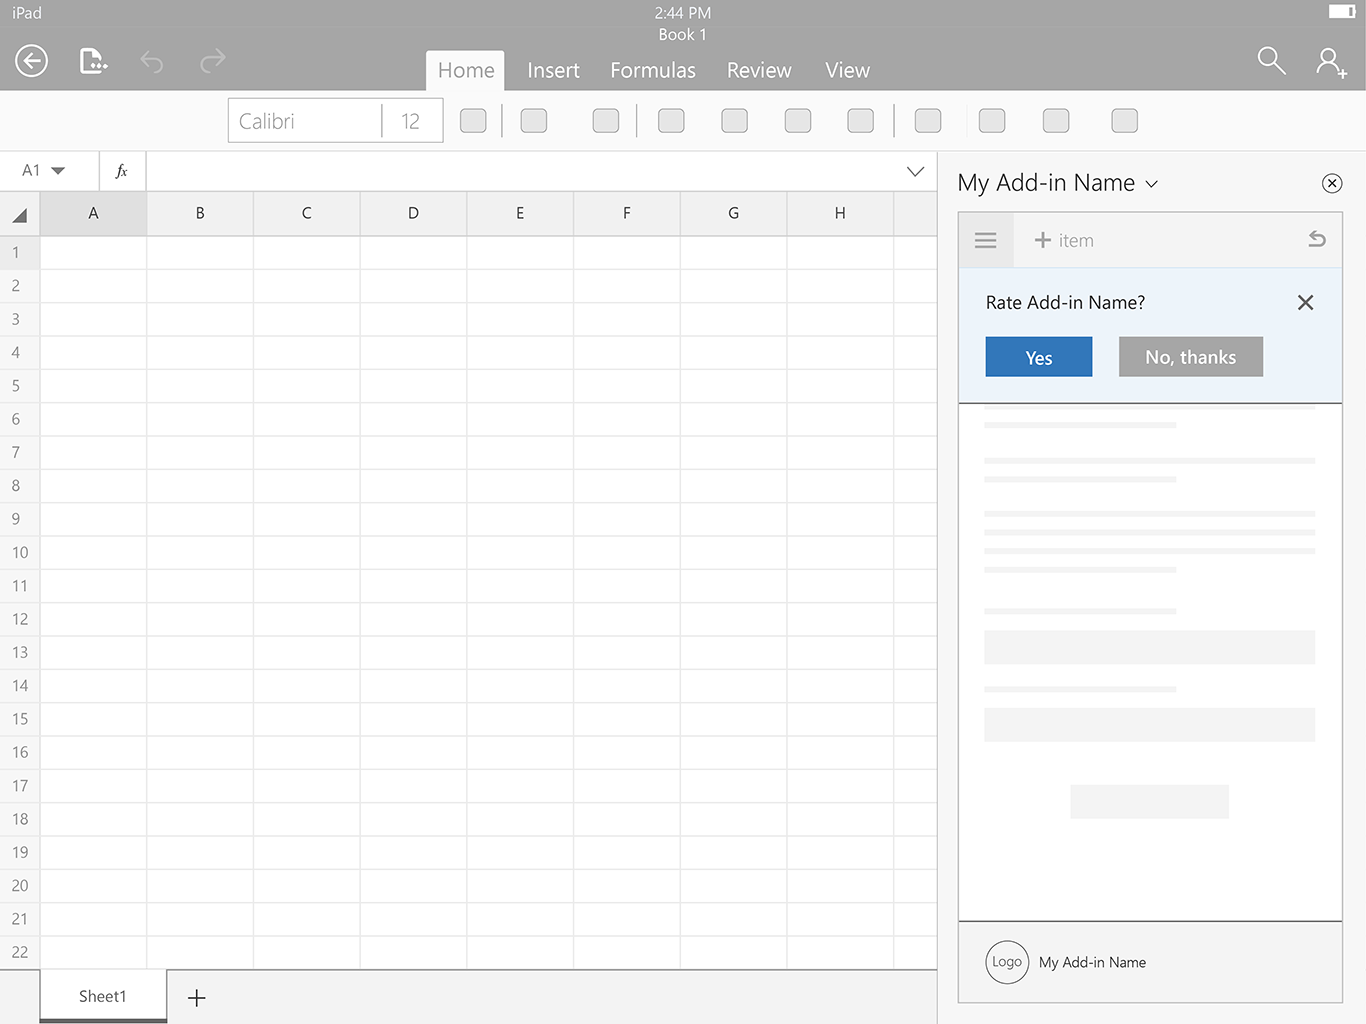 iPad
2:44 PM
Book 1
Home
Insert
Formulas
Review
View
Calibri
12
A1
fx
My Add-in Name
A
B
C
D
E
F
G
H
item
1
2
3
4
5
6
7
8
9
10
11
12
13
14
15
16
17
18
19
20
21
22
Rate Add-in Name?
Yes
No, thanks
Logo
My Add-in Name
Sheet1